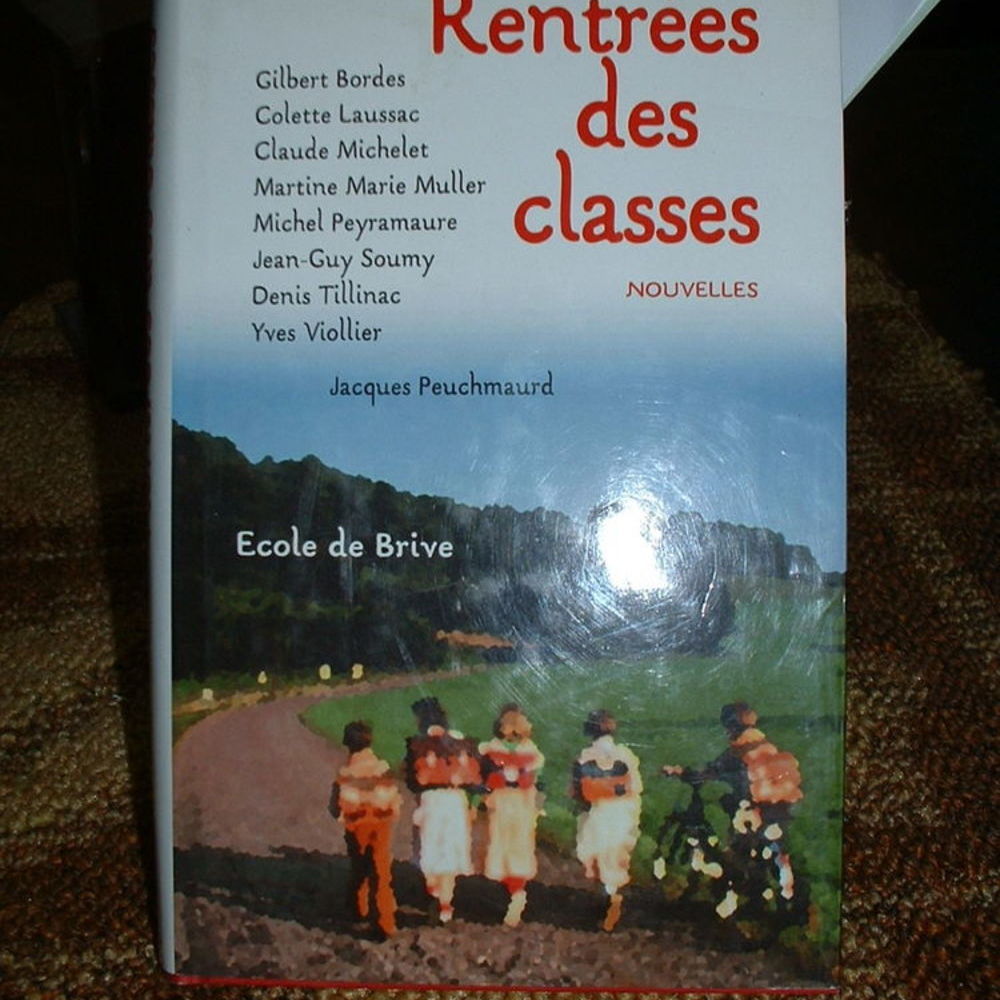 Rentrees
des
classes
NOUVELLES
Gilbert Bordes
Colette Laussac
Claude Michelet
Martine Marie Muller
Michel Peyramaure
Jean-Guy Soumy
Denis Tillinac
Yves Viollier
Jacques Peuchmaurd
Ecole de Brive